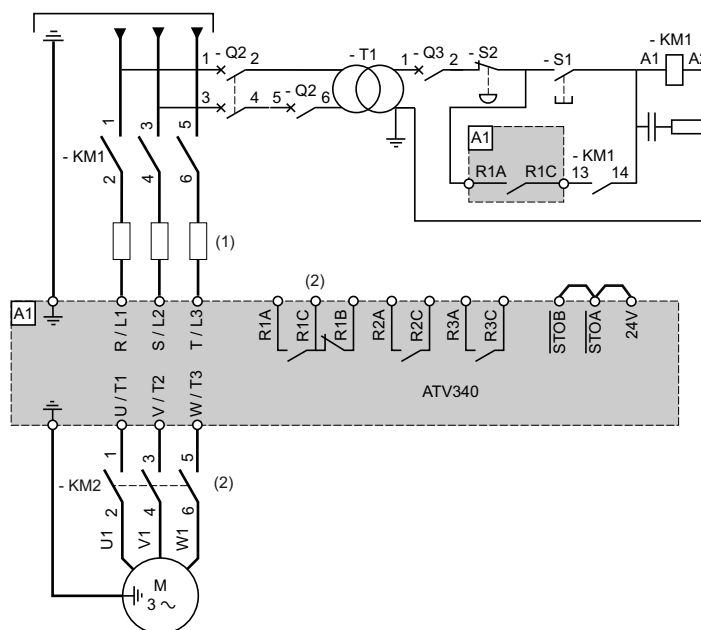 1 - Q2 2 - T1 1 - Q3 2 - S2 - S1 - KM1
A1 A2
3 4 5 - Q2 6
1 3 5
A1
- KM1
R1A R1C 13 - KM1 14
2 4 6
(1)
(2)
A1
R / L1 S / L2 T / L3 R1A R1C R1B R2A R2C R3A R3C STOB STOA 24V
ATV340
U / T1 V / T2 W / T3
1 3 5
- KM2 (2)
2 4 6
U1 V1 W1
M
3 ~